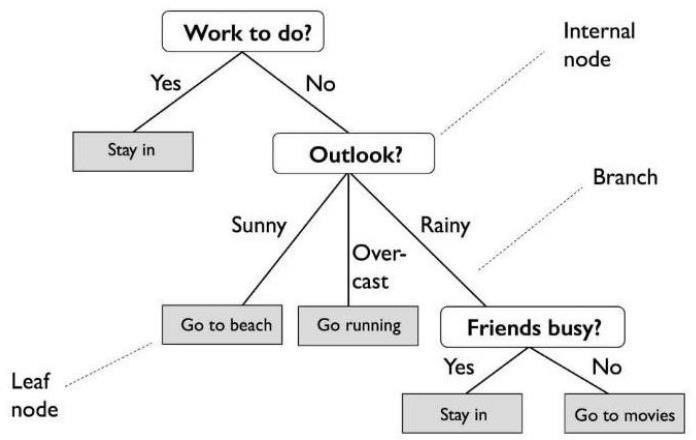 Work to do?
Internal
node
Yes
No
Stay in
Outlook?
Branch
Sunny
Rainy
Over-
cast
Go to beach
Go running
Friends busy?
Yes
No
Leaf
node
Stay in
Go to movies